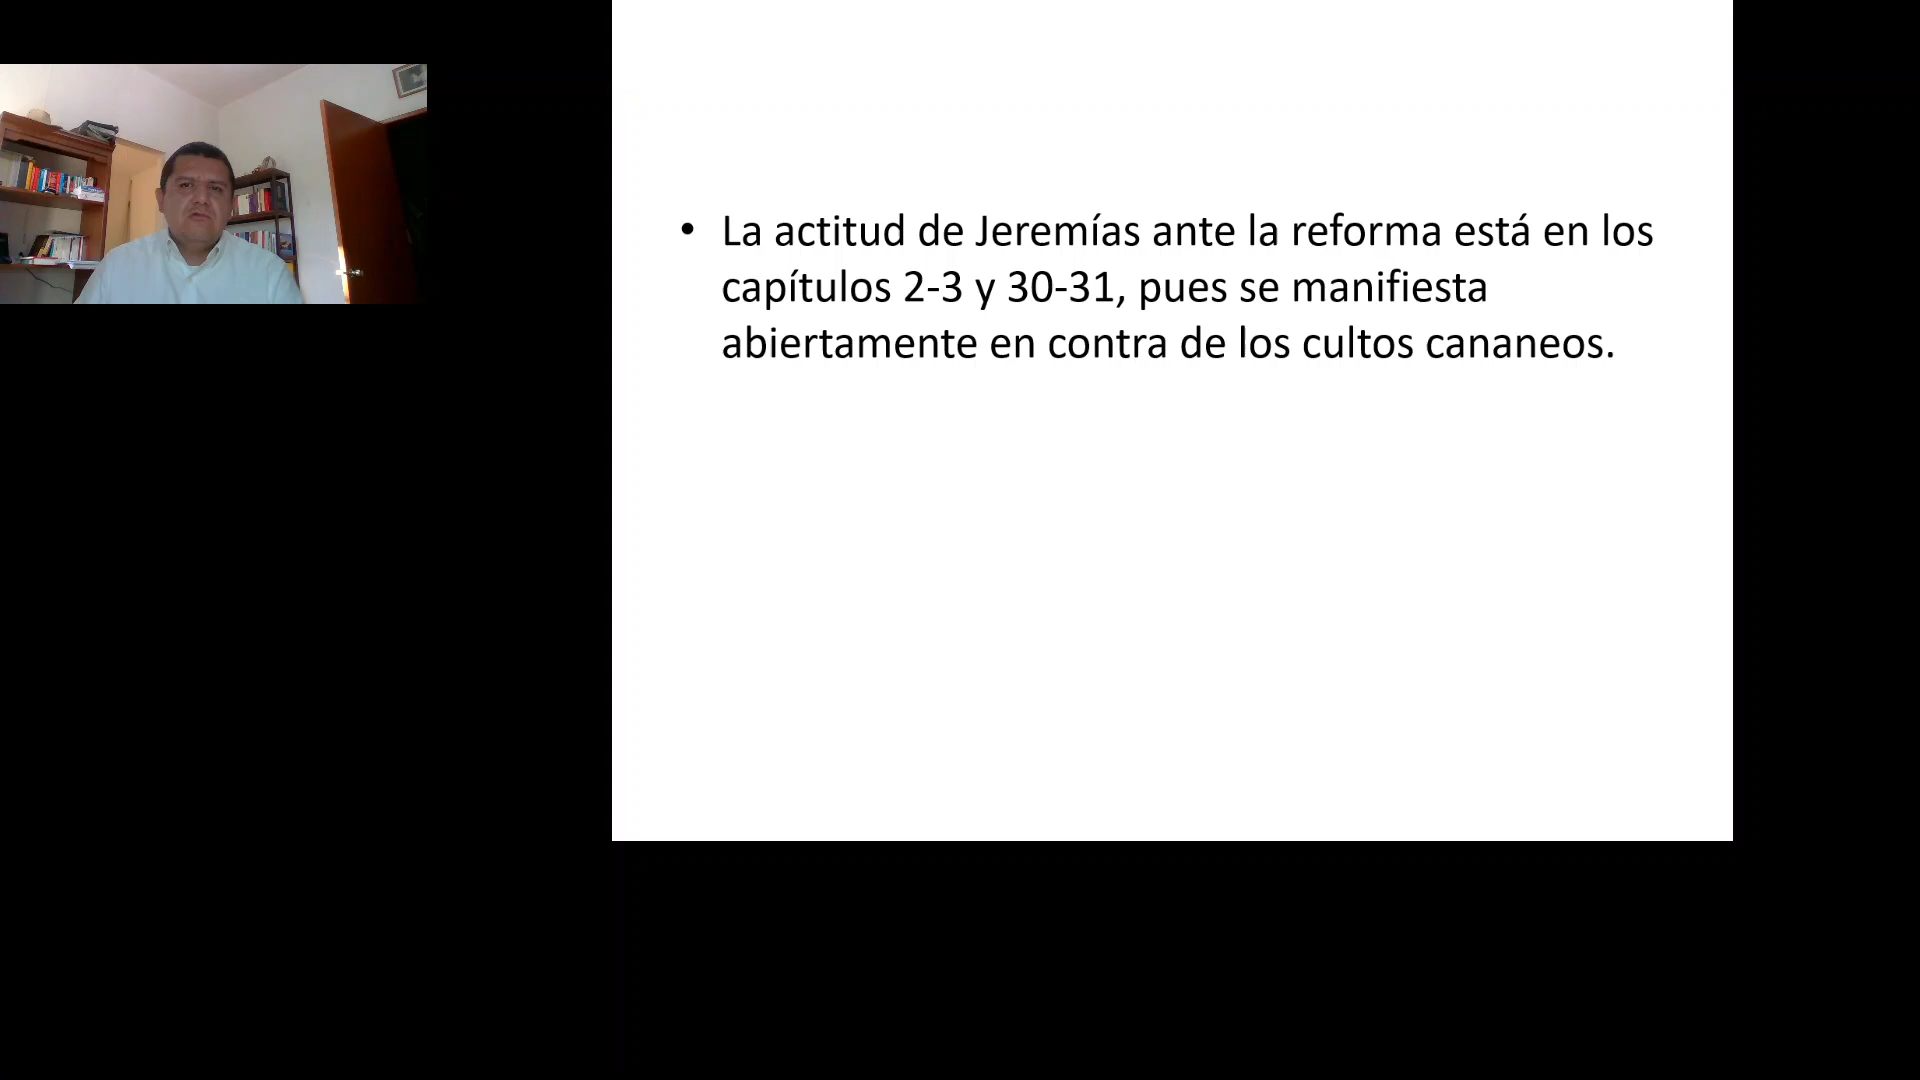 • La actitud de Jeremías ante la reforma está en los
capítulos 2-3 y 30-31, pues se manifiesta
abiertamente en contra de los cultos cananeos.